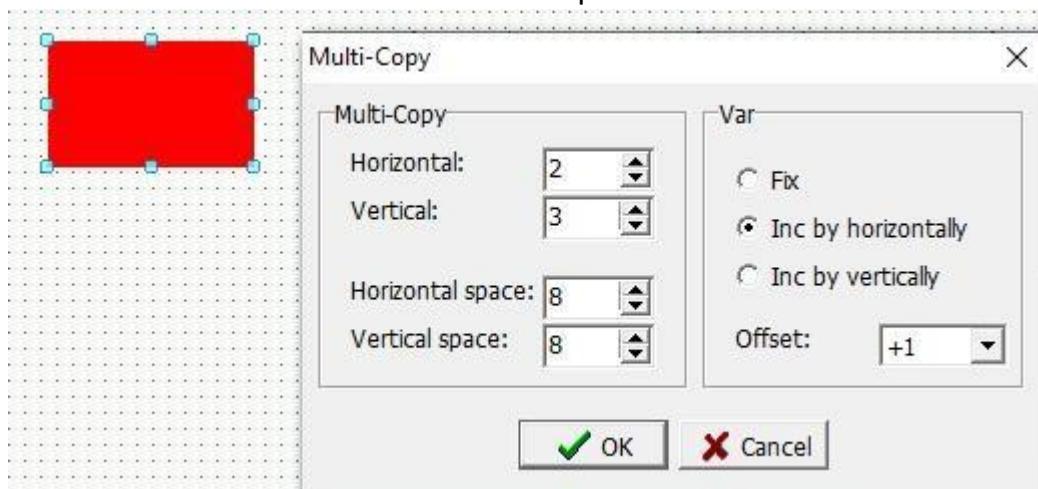 Multi-Copy
Multi-Copy
Horizontal: 2
Vertical: 3
Horizontal space: 8
Vertical space: 8
Var
Fix
Inc by horizontally
Inc by vertically
Offset: +1
OK
Cancel